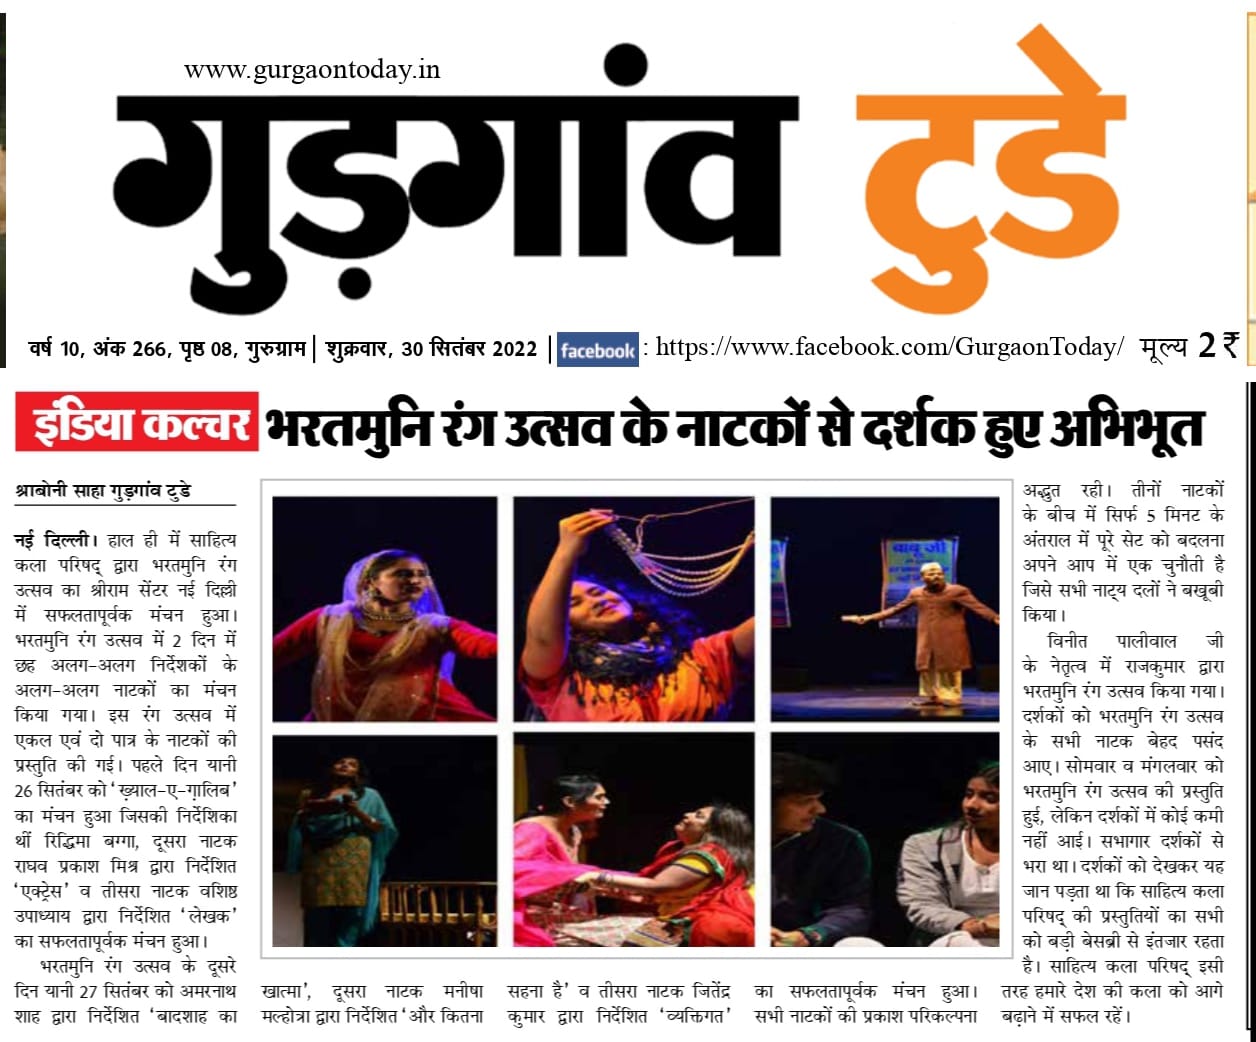 www.gurgaontoday.in
गुड़गांव टुडे
वर्ष 10, अंक 266, पृष्ठ 08, गुरुग्राम| शुक्रवार, 30 सितंबर 2022 | facebook : https://www.facebook.com/GurgaonToday/ मूल्य 2₹
इंडिया कल्चर भरतमुनि रंग उत्सव के नाटकों से दर्शक हुए अभिभूत
श्राबोनी साहा गुड़गांव टुडे
नई दिल्ली। हाल ही में साहित्य
कला परिषद् द्वारा भरतमुनि रंग
उत्सव का श्रीराम सेंटर नई दिल्ली
में सफलतापूर्वक मंचन हुआ।
भरतमुनि रंग उत्सव में 2 दिन में
छह अलग-अलग निर्देशकों के
अलग-अलग नाटकों का मंचन
किया गया। इस रंग उत्सव में
एकल एवं दो पात्र के नाटकों की
प्रस्तुति की गई। पहले दिन यानी
26 सितंबर को 'ख़्याल-ए-ग़ालिब'
का मंचन हुआ जिसकी निर्देशिका
थीं रिद्धिमा बग्गा, दूसरा नाटक
राघव प्रकाश मिश्र द्वारा निर्देशित
'एक्ट्रेस' व तीसरा नाटक वशिष्ठ
उपाध्याय द्वारा निर्देशित 'लेखक'
का सफलतापूर्वक मंचन हुआ।
भरतमुनि रंग उत्सव के दूसरे
दिन यानी 27 सितंबर को अमरनाथ
शाह द्वारा निर्देशित 'बादशाह का
बाबू जी
खात्मा', दूसरा नाटक मनीषा
मल्होत्रा द्वारा निर्देशित 'और कितना
सहना है' व तीसरा नाटक जितेंद्र
कुमार द्वारा निर्देशित 'व्यक्तिगत'
का सफलतापूर्वक मंचन हुआ।
सभी नाटकों की प्रकाश परिकल्पना
अद्भुत रही। तीनों नाटकों
के बीच में सिर्फ 5 मिनट के
अंतराल में पूरे सेट को बदलना
अपने आप में एक चुनौती है
जिसे सभी नाट्य दलों ने बखूबी
किया।
विनीत पालीवाल जी
के नेतृत्व में राजकुमार द्वारा
भरतमुनि रंग उत्सव किया गया।
दर्शकों को भरतमुनि रंग उत्सव
के सभी नाटक बेहद पसंद
आए। सोमवार व मंगलवार को
भरतमुनि रंग उत्सव की प्रस्तुति
हुई, लेकिन दर्शकों में कोई कमी
नहीं आई। सभागार दर्शकों से
भरा था। दर्शकों को देखकर यह
जान पड़ता था कि साहित्य कला
परिषद् की प्रस्तुतियों का सभी
को बड़ी बेसब्री से इंतजार रहता
है। साहित्य कला परिषद् इसी
तरह हमारे देश की कला को आगे
बढ़ाने में सफल रहें।